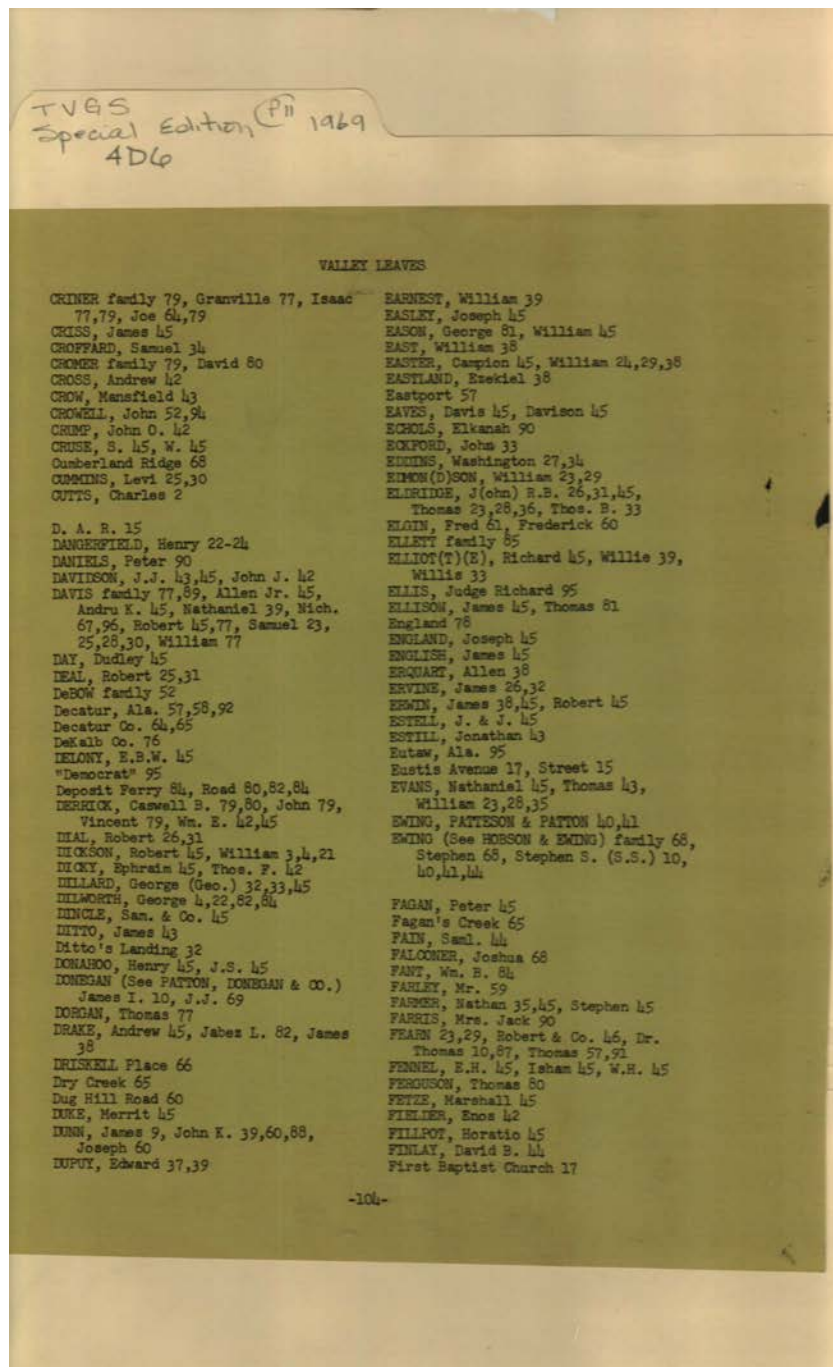 TVGS
Special Edition PII 1969
4D6
VALLEY LEAVES
CRINER family 79, Granville 77, Isaac
77,79, Joe 64,79
CRISS, James 45
CROFFARD, Samuel 34
CROMER family 79, David 80
CROSS, Andrew 42
CROW, Mansfield 43
CROWELL, John 52,94
CRUMP, John O. 42
CRUSE, S. 45, W. 45
Cumberland Ridge 68
CUMMINS, Levi 25,30
CUTTS, Charles 2
D. A. R. 15
DANGERFIELD, Henry 22-24
DANIELS, Peter 90
DAVIDSON, J.J. 43,45, John J. 42
DAVIS family 77,89, Allen Jr. 45,
Andru K. 45, Nathaniel 39, Nich.
67,96, Robert 45,77, Samuel 23,
25,28,30, William 77
DAY, Dudley 45
DEAL, Robert 25,31
DeBOW family 52
Decatur, Ala. 57,58,92
Decatur Co. 64,65
DeKalb Co. 76
DELONY, E.B.W. 45
"Democrat" 95
Deposit Ferry 84, Road 80,82,84
DERRICK, Caswell B. 79,80, John 79,
Vincent 79, Wm. E. 42,45
DIAL, Robert 26,31
DICKSON, Robert 45, William 3,4,21
DICKY, Ephraim 45, Thos. F. 42
DILLARD, George (Geo.) 32,33,45
DILWORTH, George 4,22,82,84
DINCLE, Sam. & Co. 45
DITTO, James 43
Ditto's Landing 32
DONAHOO, Henry 45, J.S. 45
DONEGAN (See PATTON, DONEGAN & CO.)
James I. 10, J.J. 69
DORGAN, Thomas 77
DRAKE, Andrew 45, Jabez L. 82, James
38
DRISKELL Place 66
Dry Creek 65
Dug Hill Road 60
DUKE, Merrit 45
DUNN, James 9, John K. 39,60,88,
Joseph 60
DUPUY, Edward 37,39
EARNEST, William 39
EASLEY, Joseph 45
EASON, George 81, William 45
EAST, William 38
EASTER, Campion 45, William 24,29,38
EASTLAND, Ezekiel 38
Eastport 57
EAVES, Davis 45, Davison 45
ECHOLS, Elkanah 90
ECKFORD, John 33
EDDINS, Washington 27,34
EDMON(D)SON, William 23,29
ELDRIDGE, J(ohn) R.B. 26,31,45,
Thomas 23,28,36, Thos. B. 33
ELGIN, Fred 61, Frederick 60
ELLETT family 85
ELLIOT(T)(E), Richard 45, Willie 39,
Willis 33
ELLIS, Judge Richard 95
ELLISON, James 45, Thomas 81
England 78
ENGLAND, Joseph 45
ENGLISH, James 45
ERQUART, Allen 38
ERVINE, James 26,32
ERWIN, James 38,45, Robert 45
ESTELL, J. & J. 45
ESTILL, Jonathan 43
Eutaw, Ala. 95
Eustis Avenue 17, Street 15
EVANS, Nathaniel 45, Thomas 43,
William 23,28,35
EWING, PATTESON & PATTON 40,41
EWING (See HOBSON & EWING) family 68,
Stephen 68, Stephen S. (S.S.) 10,
40,41,44
FAGAN, Peter 45
Fagan's Creek 65
FAIN, Saml. 44
FALCONER, Joshua 68
FANT, Wm. B. 84
FARLEY, Mr. 59
FARMER, Nathan 35,45, Stephen 45
FARRIS, Mrs. Jack 90
FEARN 23,29, Robert & Co. 46, Dr.
Thomas 10,87, Thomas 57,91
FENNEL, E.H. 45, Isham 45, W.H. 45
FERGUSON, Thomas 80
FETZE, Marshall 45
FIELDER, Enos 42
FILLPOT, Horatio 45
FINLAY, David B. 44
First Baptist Church 17
-104-